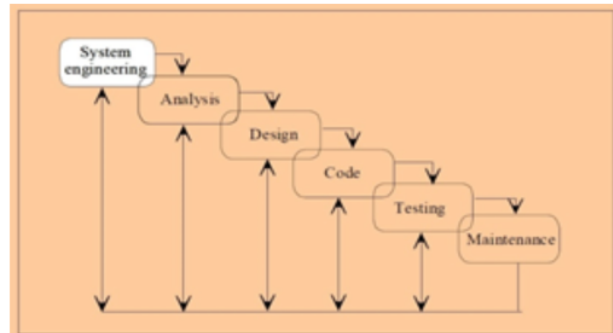 System
engineering
Analysis
Design
Code
Testing
Maintenance